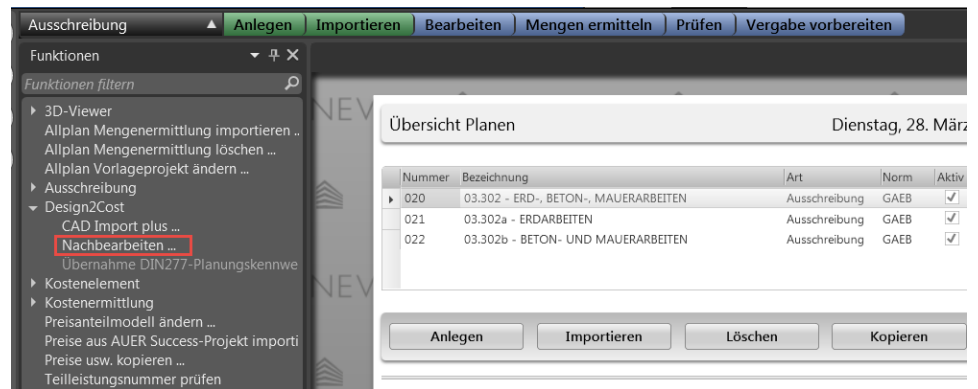 Ausschreibung Anlegen Importieren Bearbeiten Mengen ermitteln Prüfen Vergabe vorbereiten
Funktionen
Funktionen filtern
3D-Viewer
Allplan Mengenermittlung importieren ..
Allplan Mengenermittlung löschen ...
Allplan Vorlageprojekt ändern ...
Ausschreibung
Design2Cost
CAD Import plus ...
Nachbearbeiten ...
Übernahme DIN277-Planungskennwe
Kostenelement
Kostenermittlung
Preisanteilmodell ändern ...
Preise aus AUER Success-Projekt importi
Preise usw. kopieren ...
Teilleistungsnummer prüfen
NEV
NEV
Übersicht Planen Dienstag, 28. März
Nummer Bezeichnung Art Norm Aktiv
020 03.302 - ERD-, BETON-, MAUERARBEITEN Ausschreibung GAEB
021 03.302a - ERDARBEITEN Ausschreibung GAEB
022 03.302b - BETON- UND MAUERARBEITEN Ausschreibung GAEB
Anlegen Importieren Löschen Kopieren